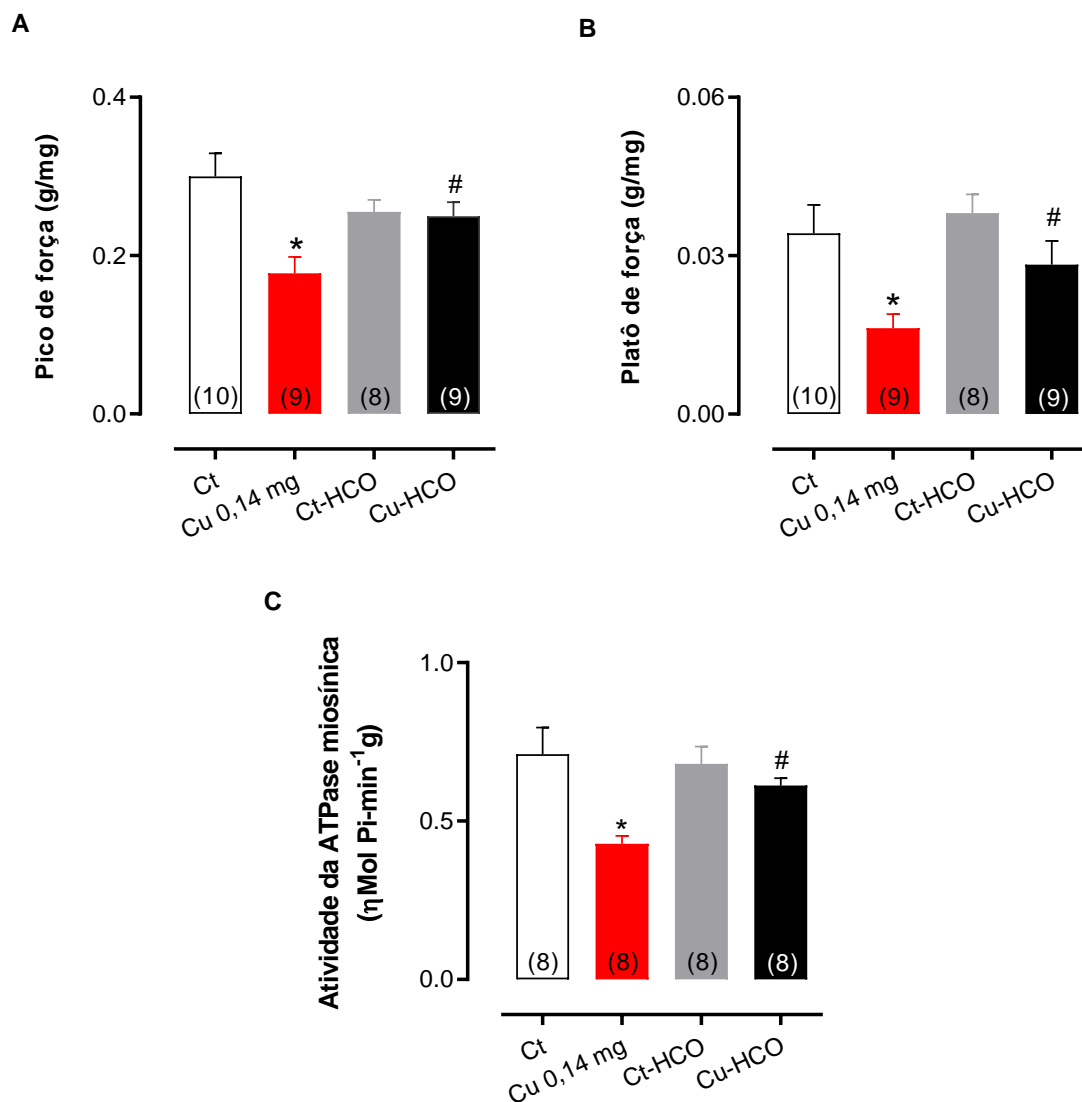 A
Pico de força (g/mg)
0.4
0.2
0.0
*
#
(10)
(9)
(8)
(9)
Ct
Cu 0,14 mg
Ct-HCO
Cu-HCO
B
Platô de força (g/mg)
0.06
0.03
0.00
*
#
(10)
(9)
(8)
(9)
Ct
Cu 0,14 mg
Ct-HCO
Cu-HCO
C
Atividade da ATPase miosínica
(ηMol Pi-min⁻¹g)
1.0
0.5
0.0
*
#
(8)
(8)
(8)
(8)
Ct
Cu 0,14 mg
Ct-HCO
Cu-HCO